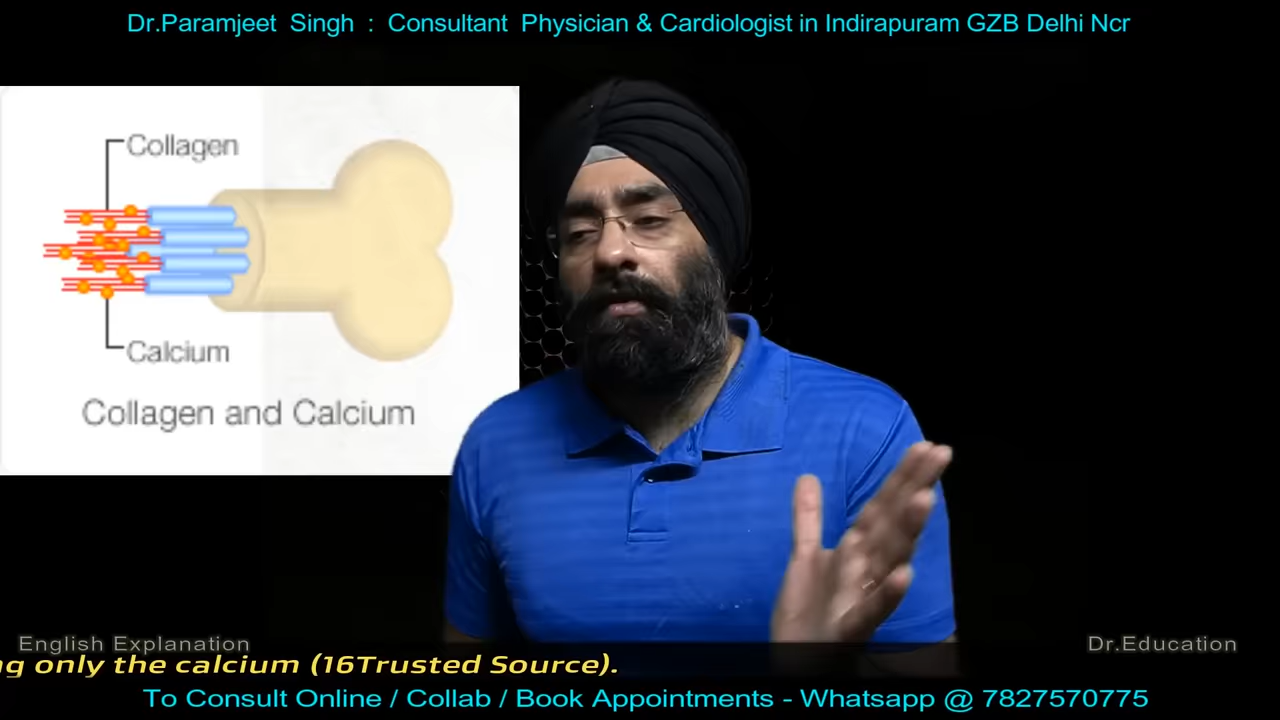 Dr.Paramjeet Singh : Consultant Physician & Cardiologist in Indirapuram GZB Delhi Ncr
Collagen
Calcium
Collagen and Calcium
English Explanation
Dr.Education
only the calcium (16Trusted Source).
To Consult Online / Collab / Book Appointments - Whatsapp @ 7827570775